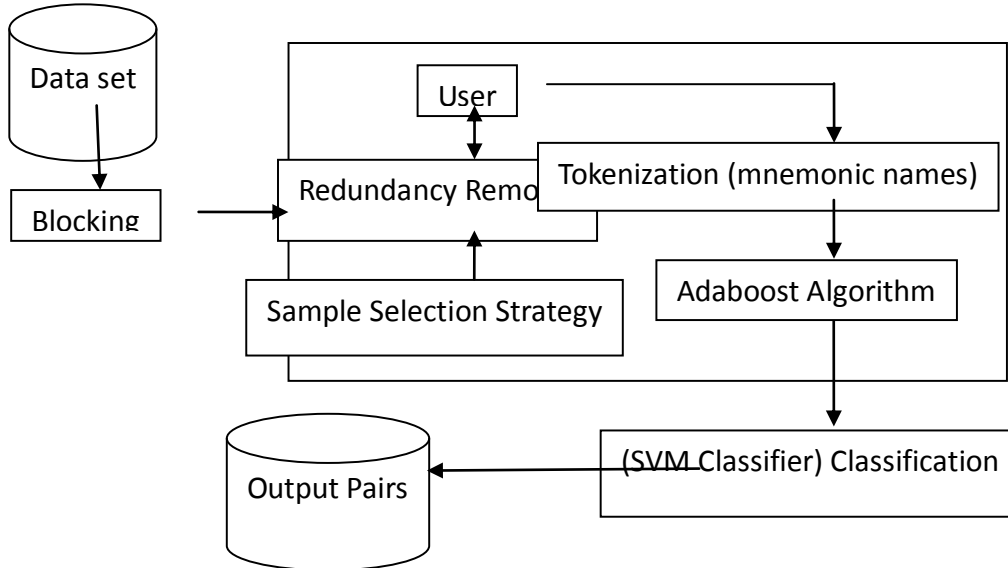 Data set
User
Blocking
Redundancy Remo
Tokenization (mnemonic names)
Sample Selection Strategy
Adaboost Algorithm
(SVM Classifier) Classification
Output Pairs